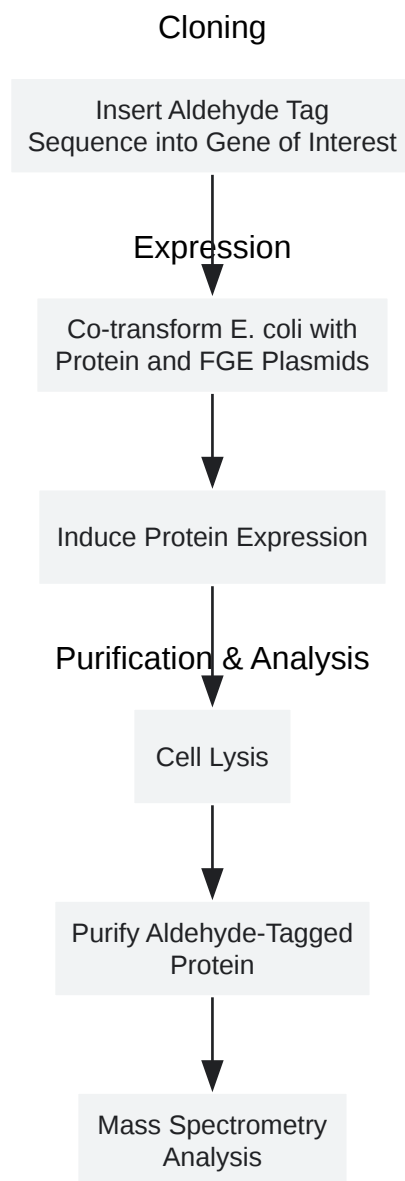 Cloning
Insert Aldehyde Tag
Sequence into Gene of Interest
Expression
Co-transform E. coli with
Protein and FGE Plasmids
Induce Protein Expression
Purification & Analysis
Cell Lysis
Purify Aldehyde-Tagged
Protein
Mass Spectrometry
Analysis